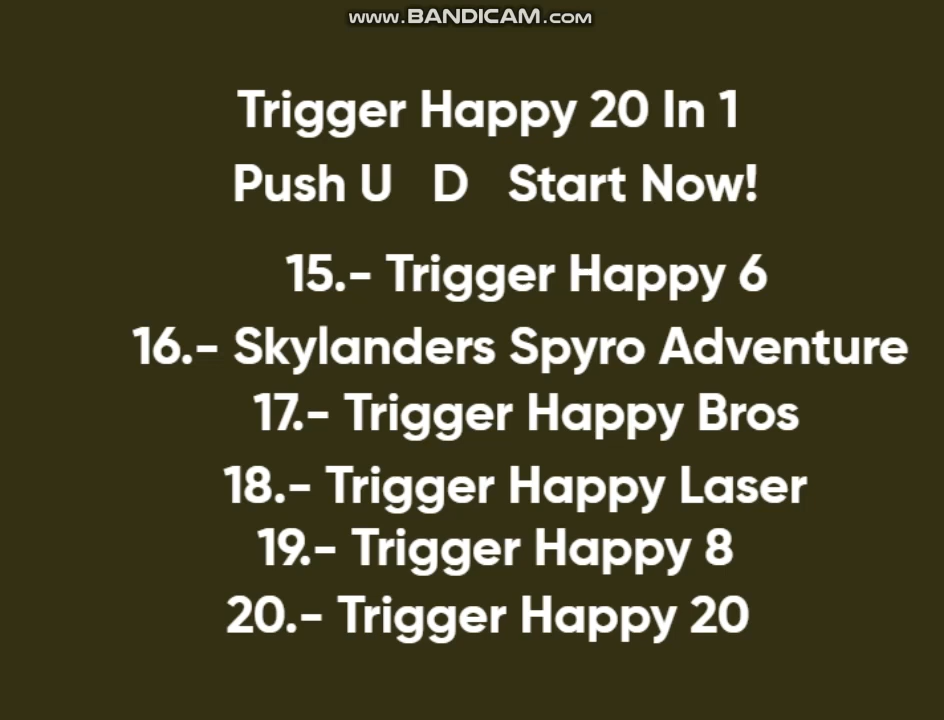 www.BANDICAM.com
Trigger Happy 20 In 1
Push U D Start Now!
15.- Trigger Happy 6
16.- Skylanders Spyro Adventure
17.- Trigger Happy Bros
18.- Trigger Happy Laser
19.- Trigger Happy 8
20.- Trigger Happy 20